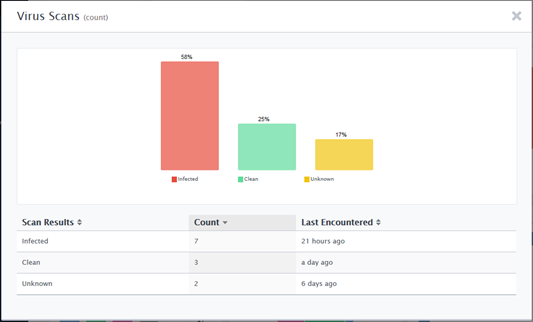 Virus Scans (count)
58%
25%
17%
Infected Clean Unknown
Scan Results Count Last Encountered
Infected 7 21 hours ago
Clean 3 a day ago
Unknown 2 6 days ago